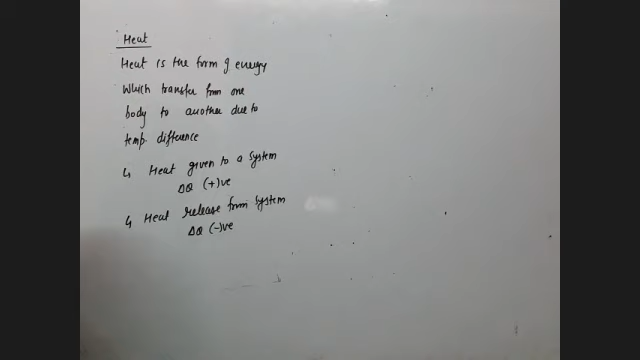 Heat
Heat is the form of energy
which transfer from one
body to another due to
temp. difference
↳ Heat given to a system
ΔQ (+)ve
↳ Heat release from system
ΔQ (-)ve